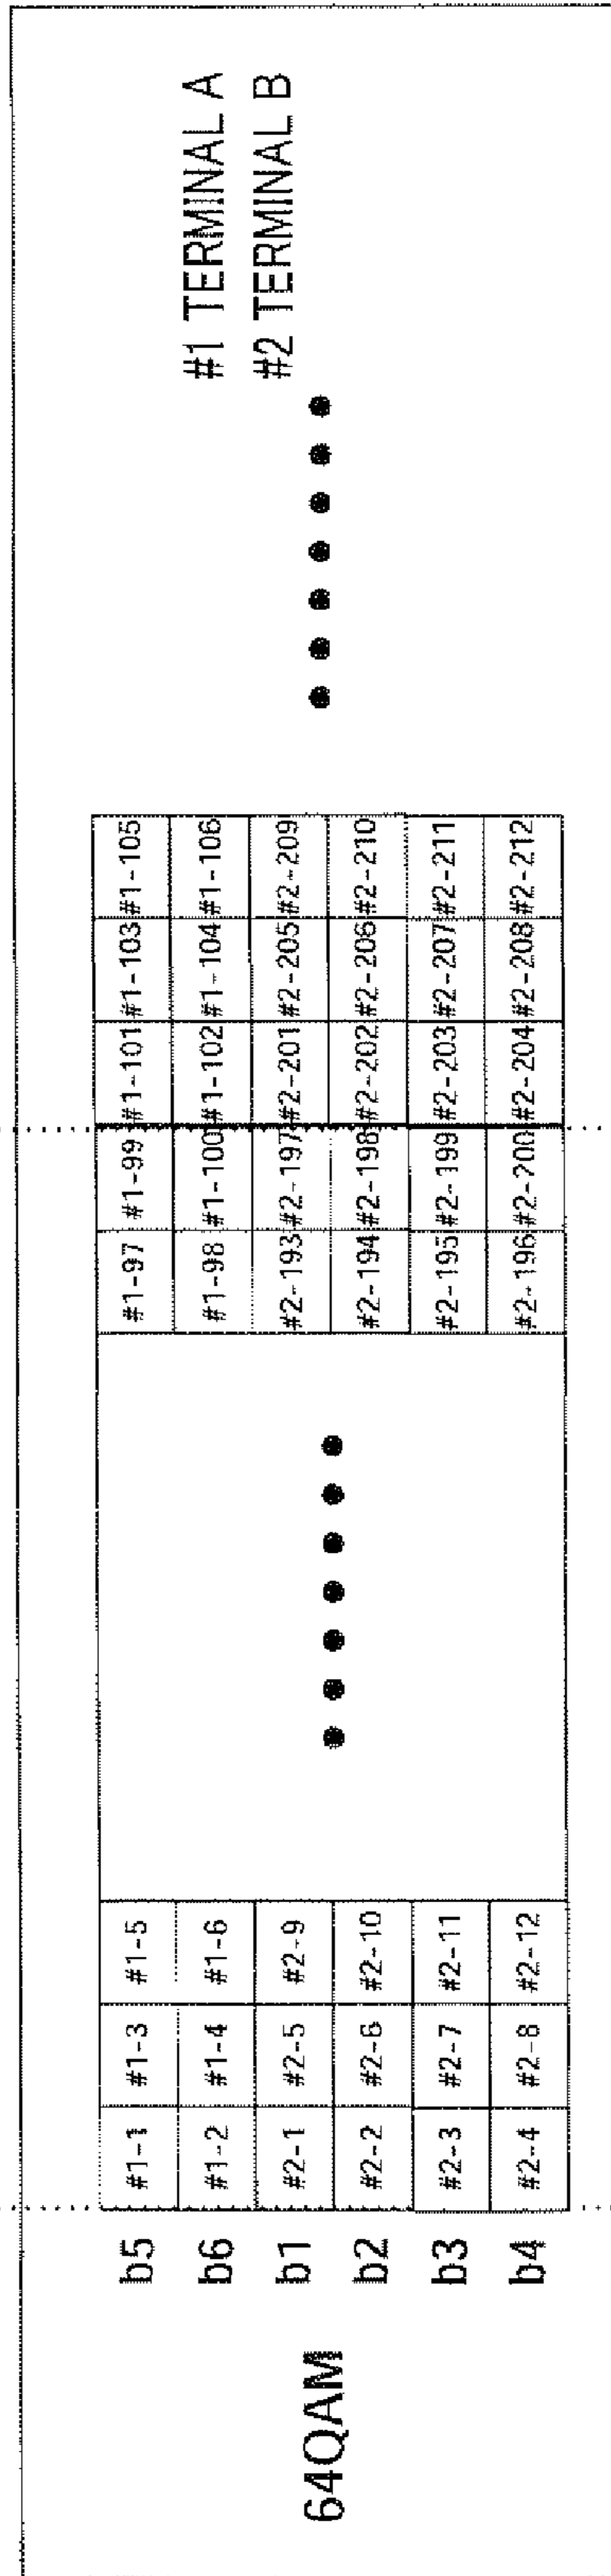 #1 TERMINAL A
#2 TERMINAL B
64QAM
b5 #1-1 #1-3 #1-5 #1-97 #1-99 #1-101 #1-103 #1-105
b6 #1-2 #1-4 #1-6 #1-98 #1-100 #1-102 #1-104 #1-106
b1 #2-1 #2-5 #2-9 #2-193 #2-197 #2-201 #2-205 #2-209
b2 #2-2 #2-6 #2-10 #2-194 #2-198 #2-202 #2-206 #2-210
b3 #2-3 #2-7 #2-11 #2-195 #2-199 #2-203 #2-207 #2-211
b4 #2-4 #2-8 #2-12 #2-196 #2-200 #2-204 #2-208 #2-212